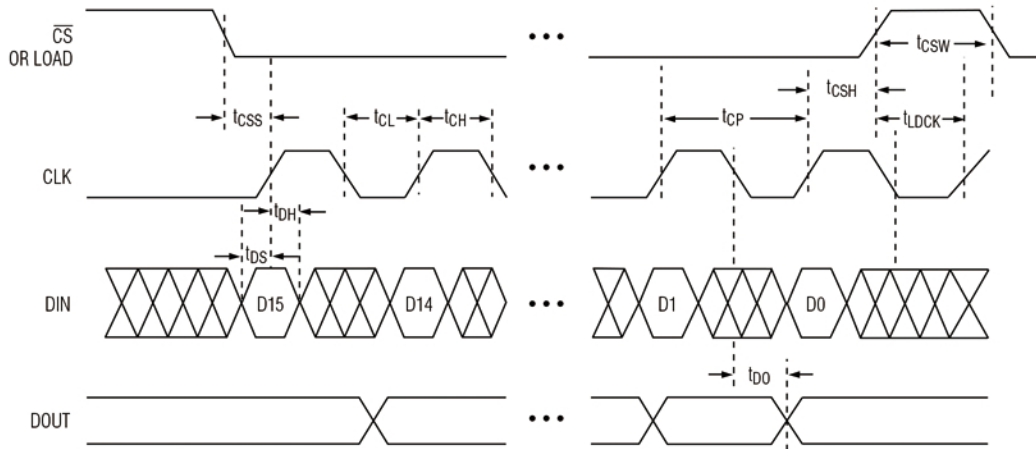 CS
OR LOAD
•••
tCSW
tCSH
tCSS
tCL
tCH
tCP
tLDCK
CLK
•••
tDH
tDS
DIN
D15
D14
•••
D1
D0
tDO
DOUT
•••